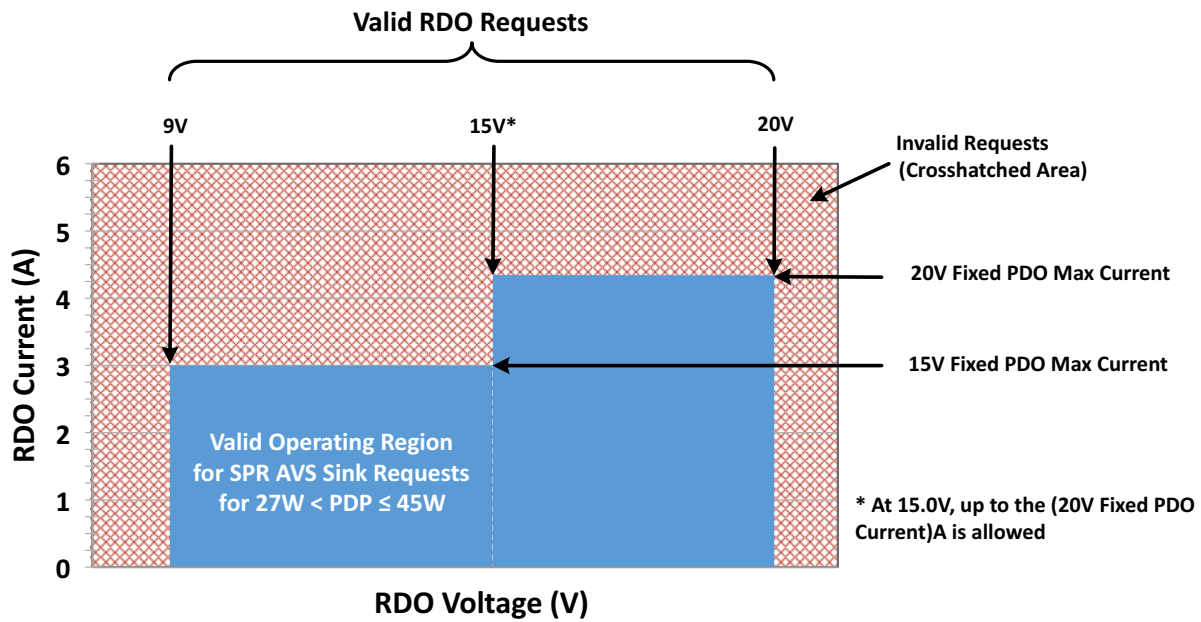 Valid RDO Requests
9V
15V*
20V
Invalid Requests
(Crosshatched Area)
6
5
4
3
2
1
0
RDO Current (A)
20V Fixed PDO Max Current
15V Fixed PDO Max Current
Valid Operating Region
for SPR AVS Sink Requests
for 27W < PDP ≤ 45W
* At 15.0V, up to the (20V Fixed PDO
Current)A is allowed
RDO Voltage (V)